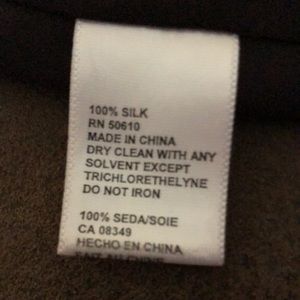 100% SILK
RN 50610
MADE IN CHINA
DRY CLEAN WITH ANY
SOLVENT EXCEPT
TRICHLORETHELYNE
DO NOT IRON
100% SEDA/SOIE
CA 08349
HECHO EN CHINA